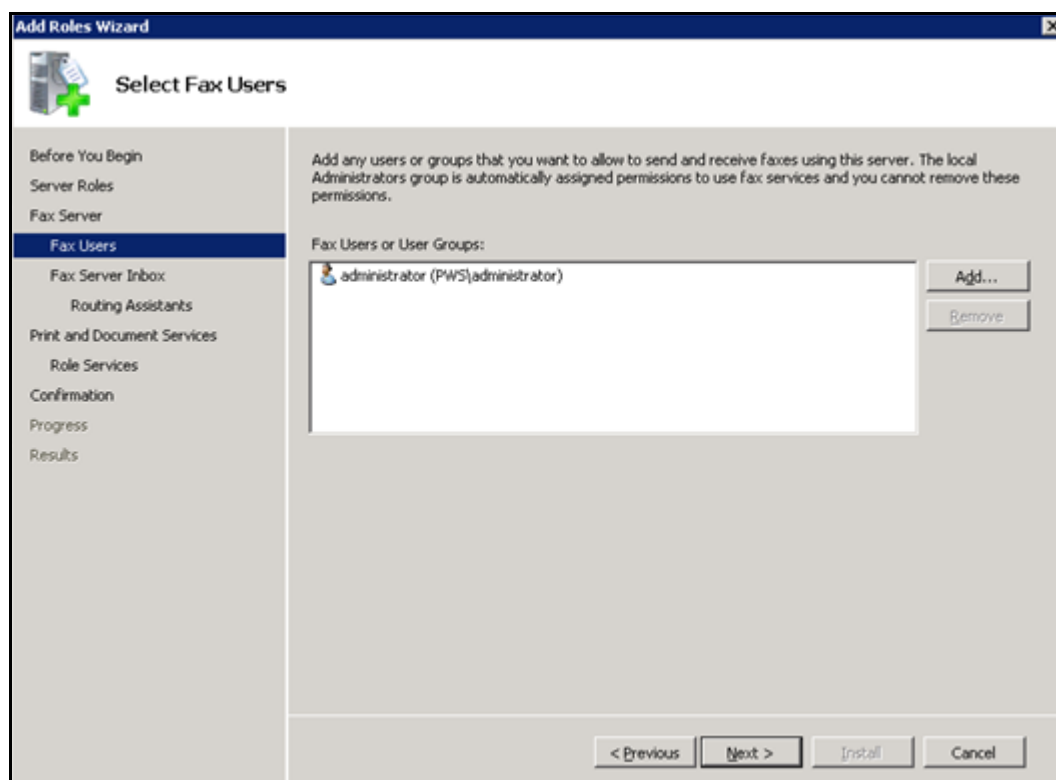 Add Roles Wizard
Select Fax Users
Before You Begin
Server Roles
Fax Server
Fax Users
Fax Server Inbox
Routing Assistants
Print and Document Services
Role Services
Confirmation
Progress
Results
Add any users or groups that you want to allow to send and receive faxes using this server. The local
Administrators group is automatically assigned permissions to use fax services and you cannot remove these
permissions.
Fax Users or User Groups:
administrator (PWS\administrator)
Add...
Remove
< Previous
Next >
Install
Cancel